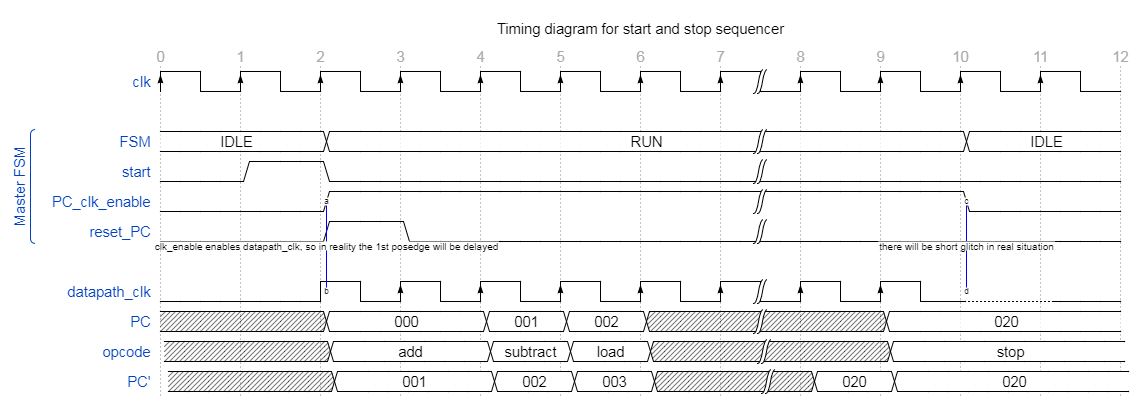 Timing diagram for start and stop sequencer
0 1 2 3 4 5 6 7 8 9 10 11 12
clk
Master FSM
FSM IDLE RUN IDLE
start
PC_clk_enable a c
reset_PC
clk_enable enables datapath_clk, so in reality the 1st posedge will be delayed there will be short glitch in real situation
datapath_clk b d
PC 000 001 002 020
opcode add subtract load stop
PC' 001 002 003 020 020